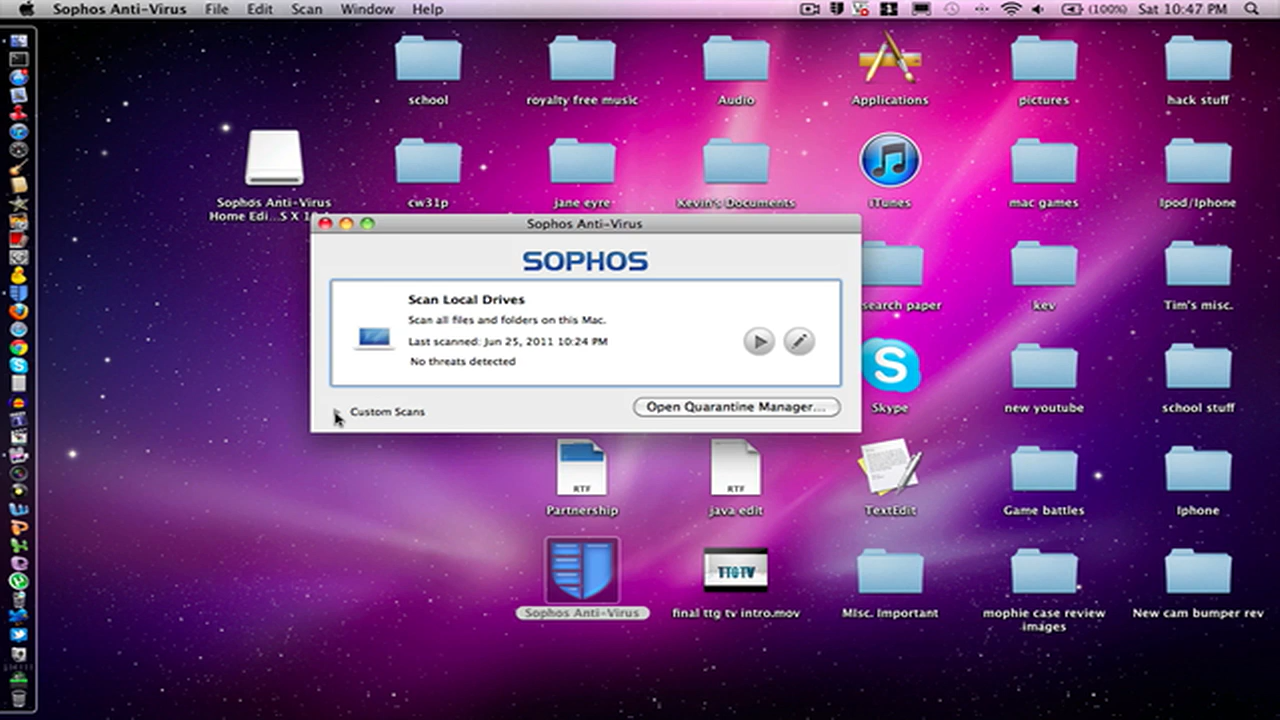 Sophos Anti-Virus File Edit Scan Window Help (100%) Sat 10:47 PM
school royalty free music Audio Applications pictures hack stuff
Sophos Anti-Virus cw31p jane eyre Kevin's Documents iTunes mac games Ipod/Iphone
Home Edi...S X 10
Sophos Anti-Virus
SOPHOS
Scan Local Drives
Scan all files and folders on this Mac.
Last scanned: Jun 25, 2011 10:24 PM
No threats detected
Custom Scans Open Quarantine Manager...
search paper kev Tim's misc.
Skype new youtube school stuff
RTF RTF
Partnership java edit TextEdit Game battles Iphone
TTGTV
Sophos Anti-Virus final ttg tv intro.mov MIsc. Important mophie case review New cam bumper rev
images